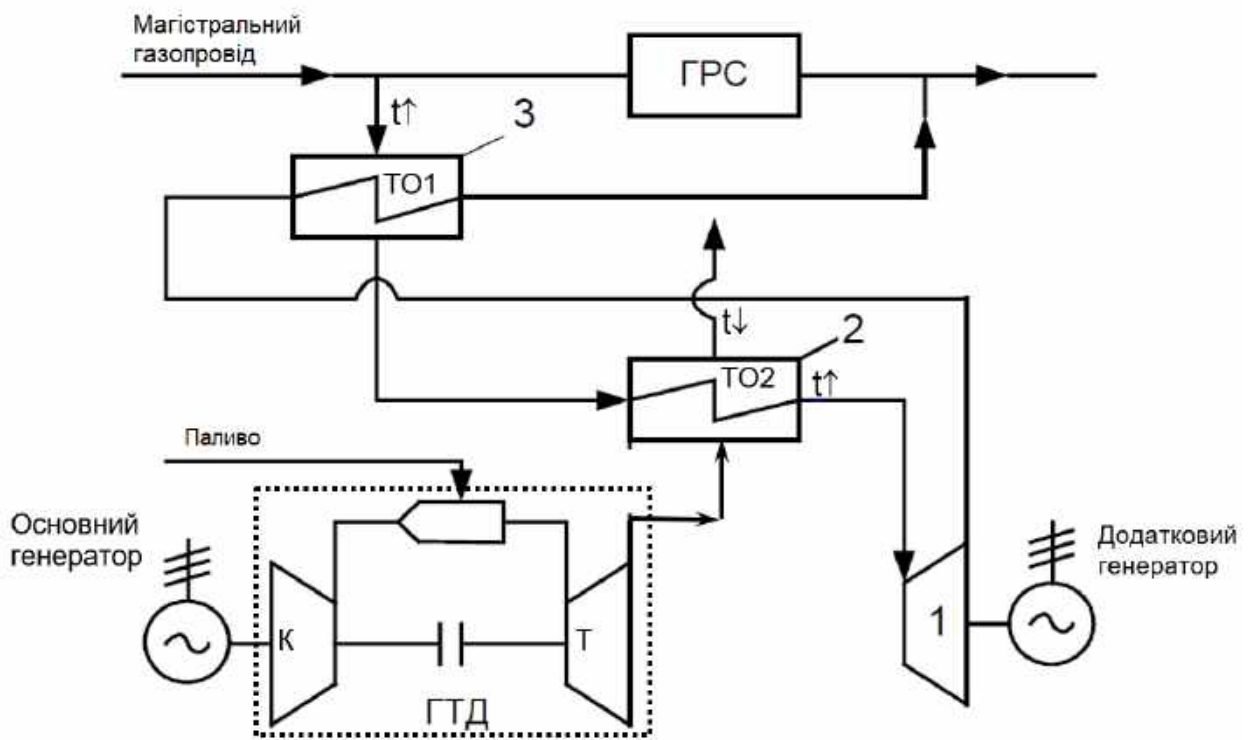 Магістральний
газопровід
ГРС
t↑
3
ТО1
t↓
2
ТО2
t↑
Паливо
Основний
генератор
Додатковий
генератор
К
Т
1
ГТД